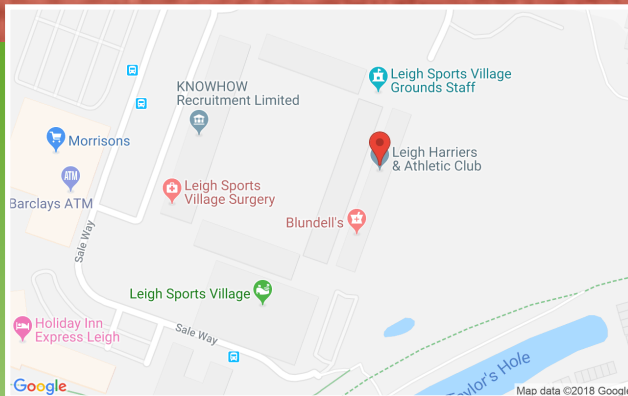 Leigh Sports Village
Grounds Staff
KNOWHOW
Recruitment Limited
Morrisons
Leigh Harriers
& Athletic Club
ATM
Barclays ATM
Leigh Sports
Village Surgery
Blundell's
Sale Way
Leigh Sports Village
Holiday Inn
Express Leigh
Sale Way
Taylor's Hole
Google
Map data ©2018 Google